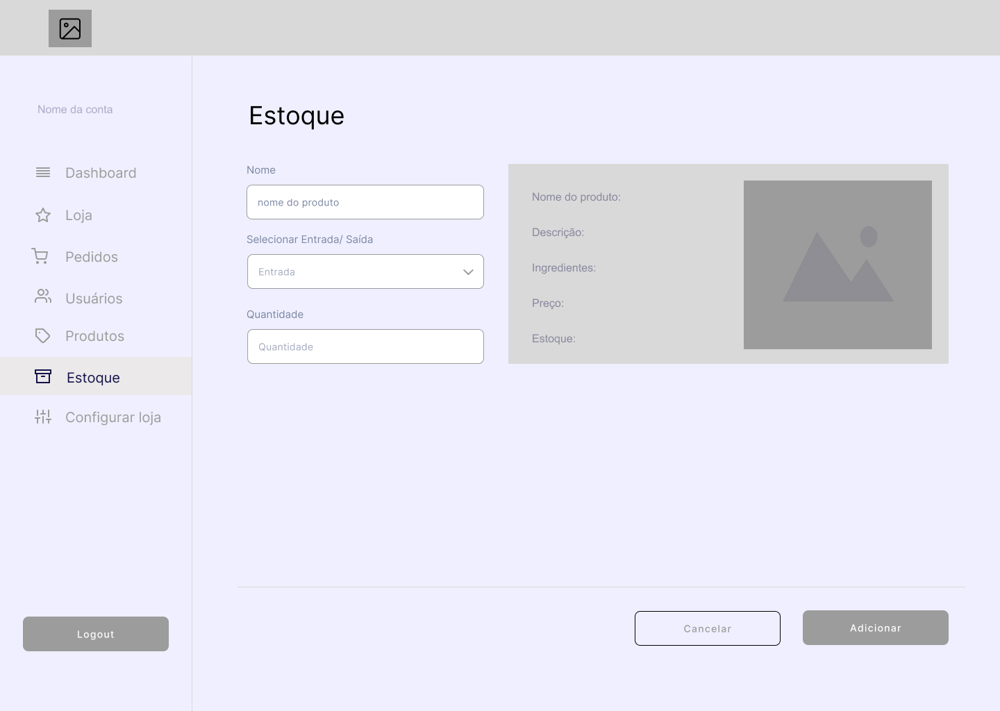 Nome da conta
Dashboard
Loja
Pedidos
Usuários
Produtos
Estoque
Configurar loja
Logout
Estoque
Nome
nome do produto
Selecionar Entrada/ Saída
Entrada
Quantidade
Quantidade
Nome do produto:
Descrição:
Ingredientes:
Preço:
Estoque:
Cancelar
Adicionar